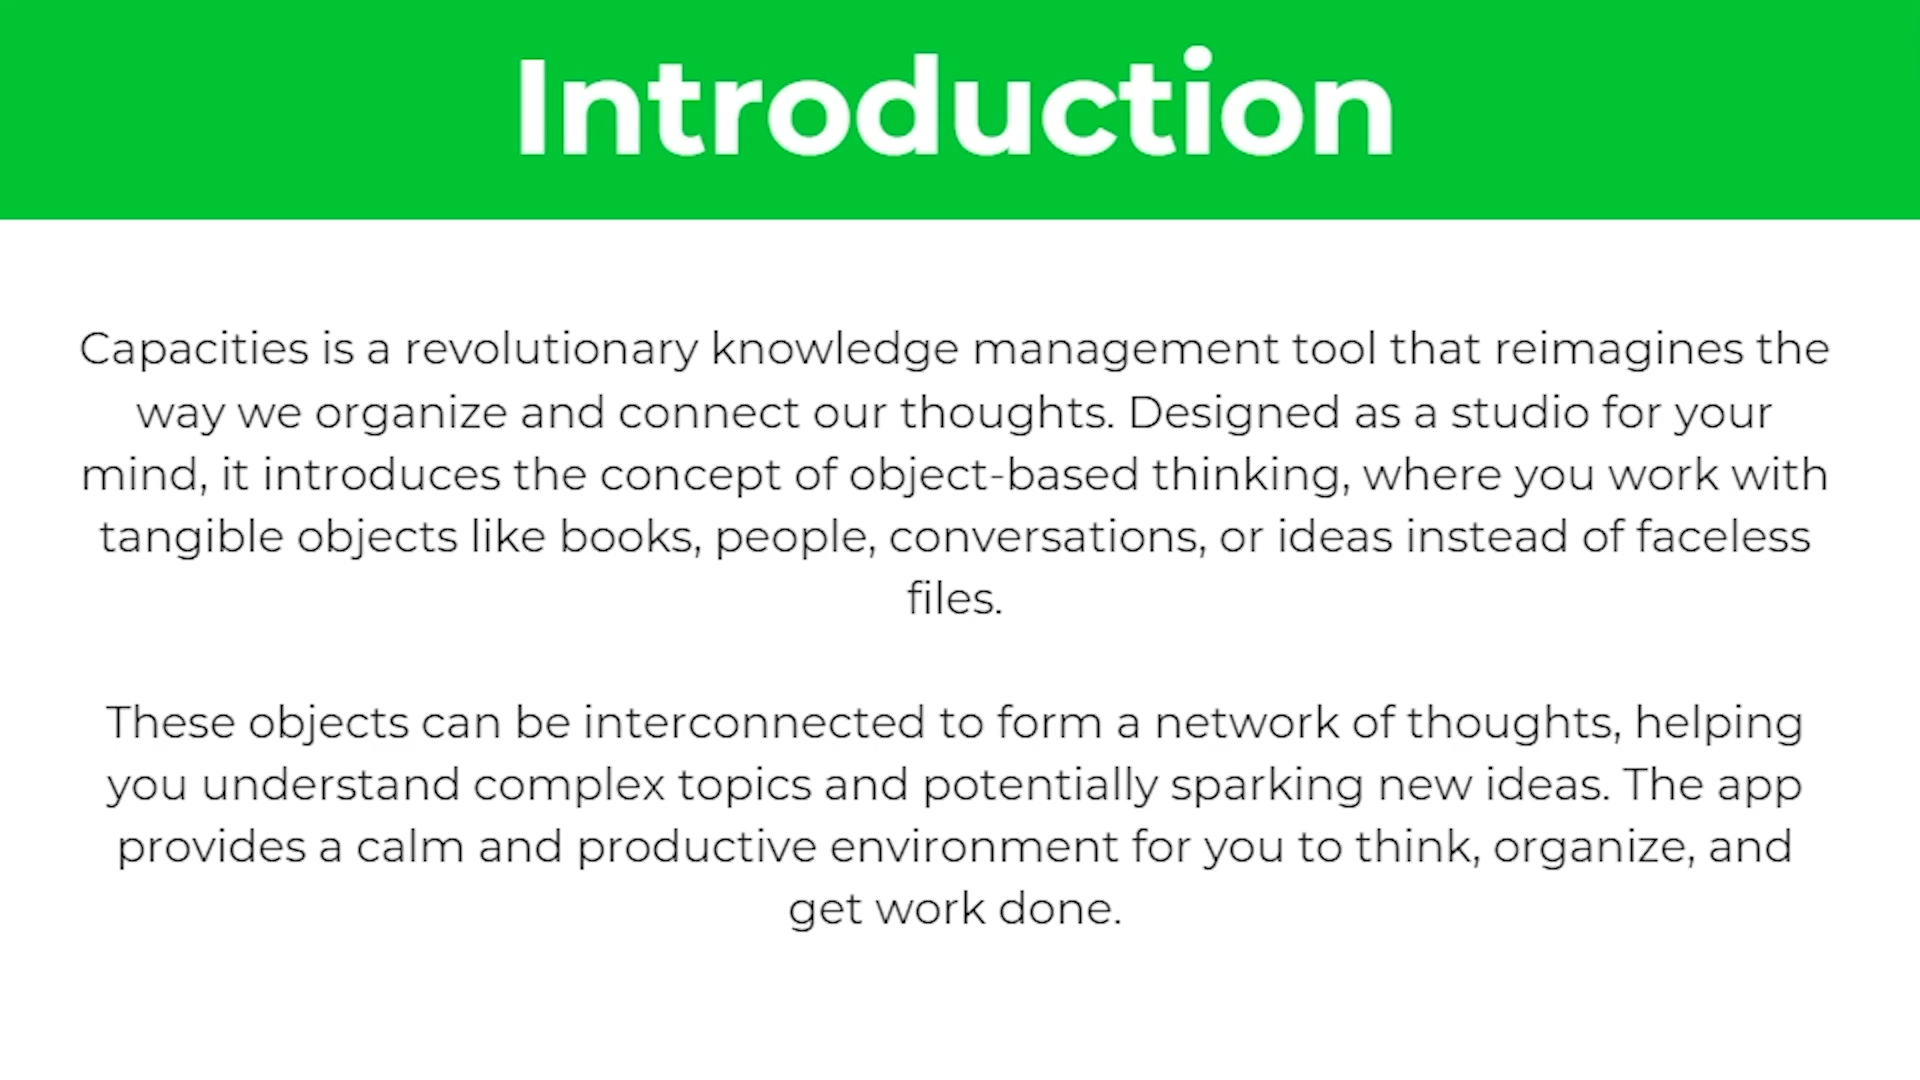 Introduction
Capacities is a revolutionary knowledge management tool that reimagines the
way we organize and connect our thoughts. Designed as a studio for your
mind, it introduces the concept of object-based thinking, where you work with
tangible objects like books, people, conversations, or ideas instead of faceless
files.
These objects can be interconnected to form a network of thoughts, helping
you understand complex topics and potentially sparking new ideas. The app
provides a calm and productive environment for you to think, organize, and
get work done.